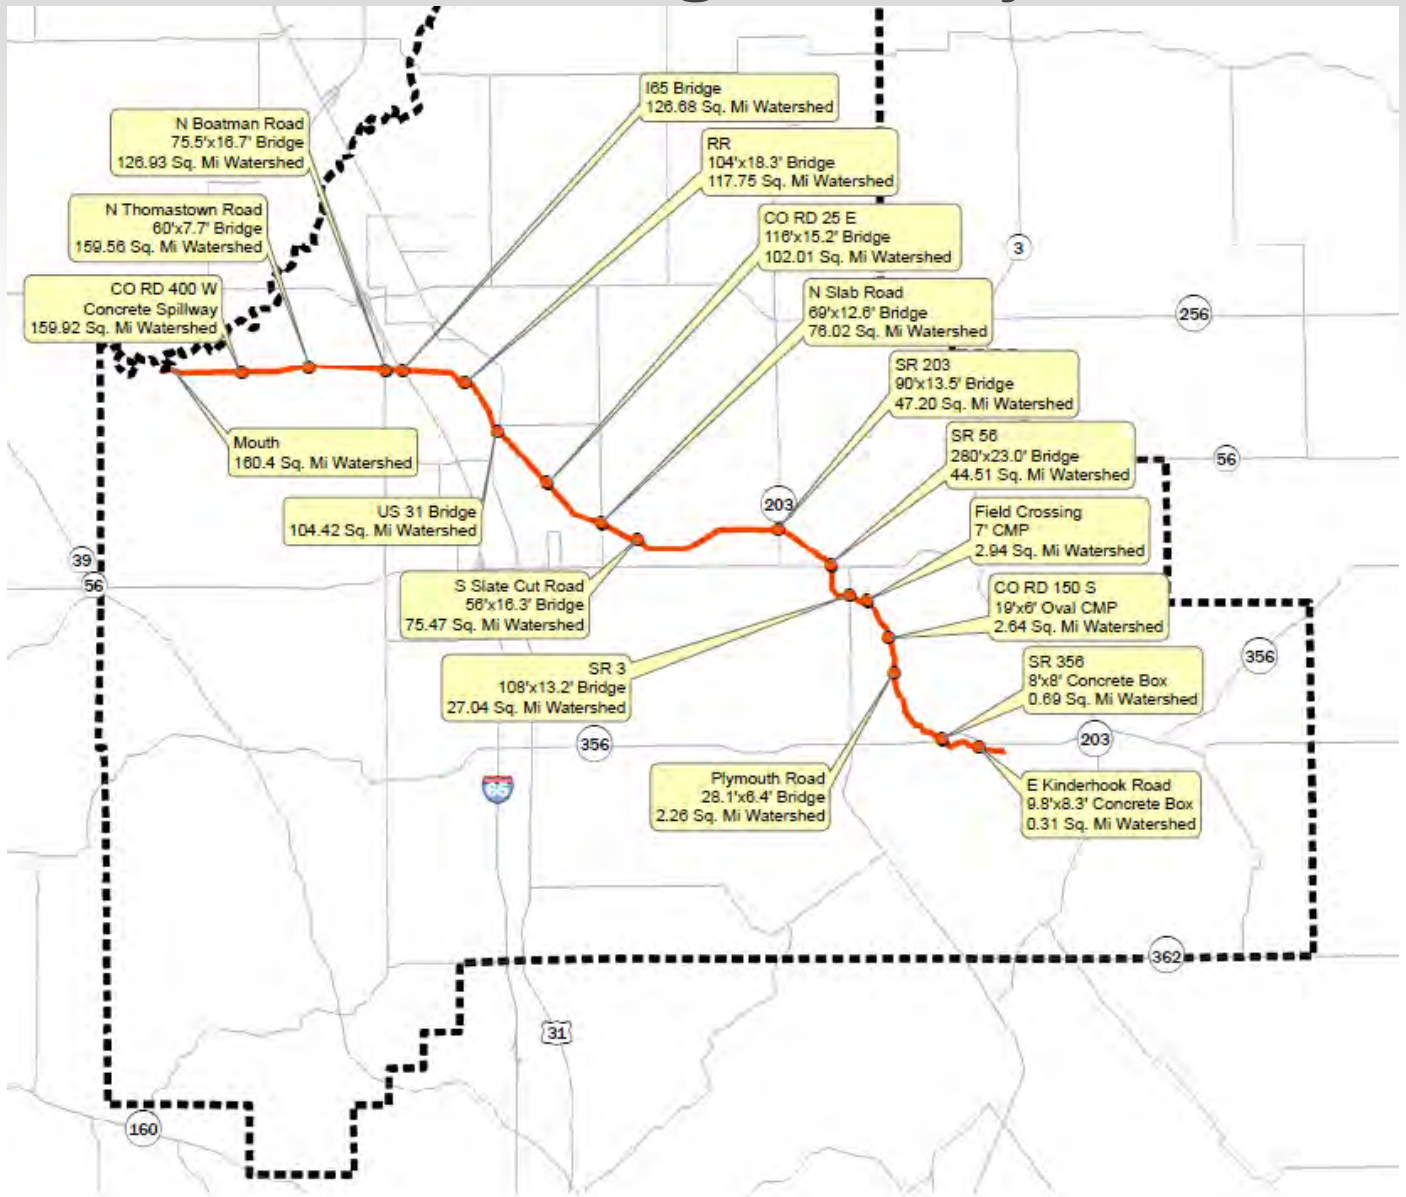 I65 Bridge
126.68 Sq. Mi Watershed
N Boatman Road
75.5'x16.7' Bridge
126.93 Sq. Mi Watershed
RR
104'x18.3' Bridge
117.75 Sq. Mi Watershed
N Thomastown Road
60'x7.7' Bridge
159.56 Sq. Mi Watershed
CO RD 25 E
116'x15.2' Bridge
102.01 Sq. Mi Watershed
3
CO RD 400 W
Concrete Spillway
159.92 Sq. Mi Watershed
N Slab Road
69'x12.6' Bridge
76.02 Sq. Mi Watershed
256
SR 203
90'x13.5' Bridge
47.20 Sq. Mi Watershed
Mouth
160.4 Sq. Mi Watershed
SR 56
280'x23.0' Bridge
44.51 Sq. Mi Watershed
56
US 31 Bridge
104.42 Sq. Mi Watershed
203
Field Crossing
7' CMP
2.94 Sq. Mi Watershed
39
56
S Slate Cut Road
56'x16.3' Bridge
75.47 Sq. Mi Watershed
CO RD 150 S
19'x6' Oval CMP
2.64 Sq. Mi Watershed
SR 3
108'x13.2' Bridge
27.04 Sq. Mi Watershed
SR 356
8'x8' Concrete Box
0.69 Sq. Mi Watershed
356
356
203
65
Plymouth Road
28.1'x6.4' Bridge
2.26 Sq. Mi Watershed
E Kinderhook Road
9.8'x8.3' Concrete Box
0.31 Sq. Mi Watershed
362
31
160